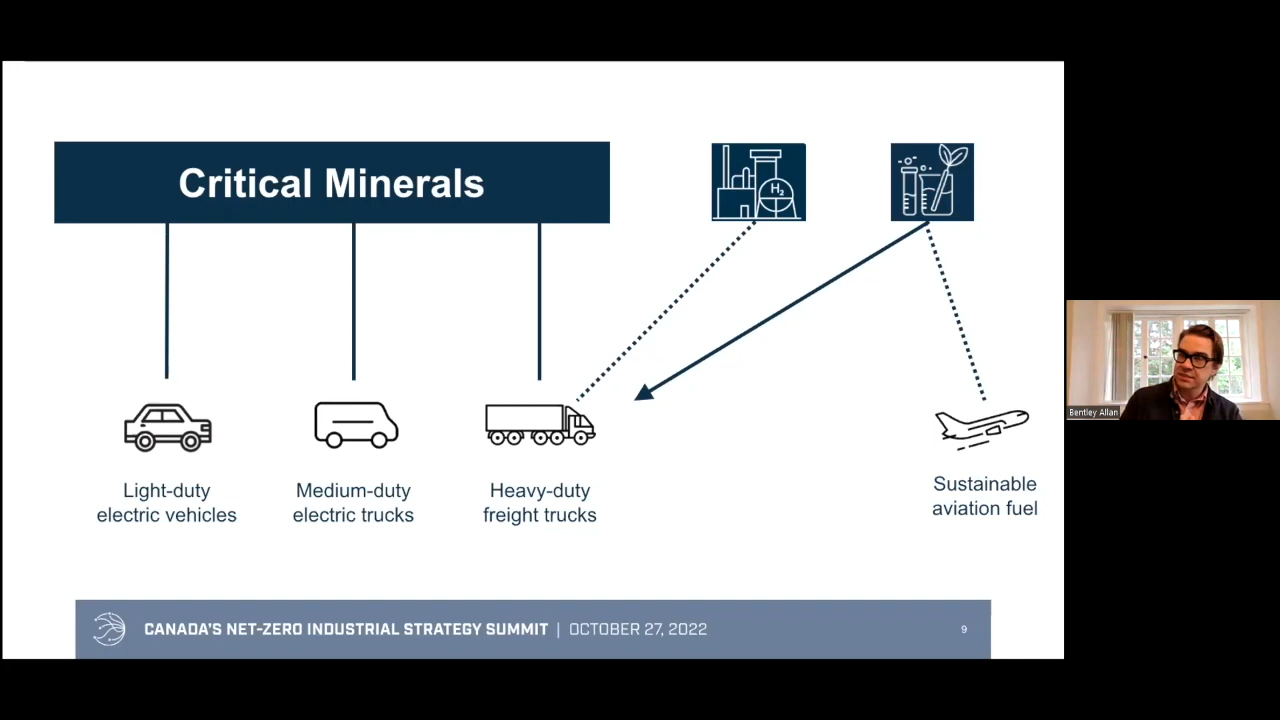 Critical Minerals
H₂
Light-duty
electric vehicles
Medium-duty
electric trucks
Heavy-duty
freight trucks
Sustainable
aviation fuel
CANADA'S NET-ZERO INDUSTRIAL STRATEGY SUMMIT | OCTOBER 27, 2022
9
Bentley Allan